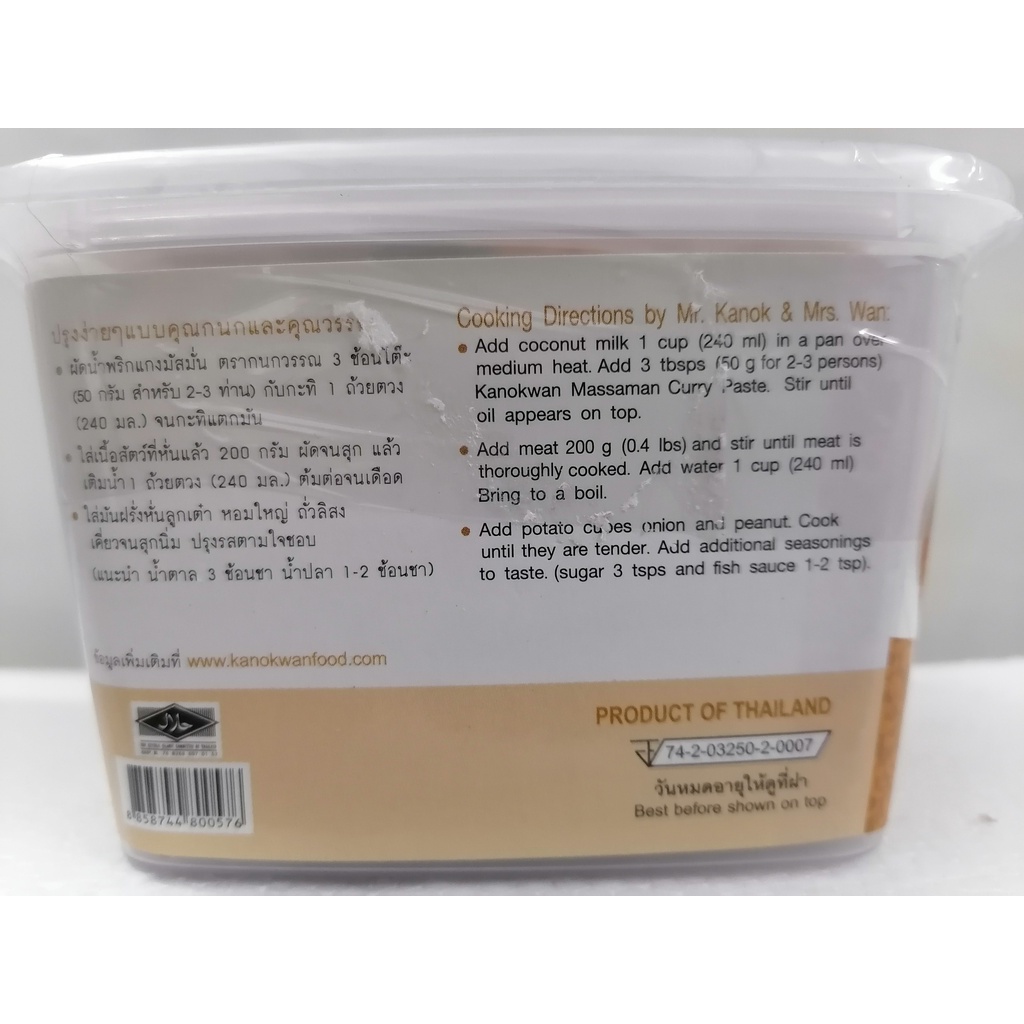 ปรุงง่ายๆแบบคุณกนกและคุณวรร
• ผัดน้ำพริกแกงมัสมั่น ตรากนกวรรณ 3 ช้อนโต๊ะ
(50 กรัม สำหรับ 2-3 ท่าน) กับกะทิ 1 ถ้วยตวง
(240 มล.) จนกะทิแตกมัน
• ใส่เนื้อสัตว์ที่หั่นแล้ว 200 กรัม ผัดจนสุก แล้ว
เติมน้ำ 1 ถ้วยตวง (240 มล.) ต้มต่อจนเดือด
• ใส่มันฝรั่งหั่นลูกเต๋า หอมใหญ่ ถั่วลิสง
เคี่ยวจนสุกนิ่ม ปรุงรสตามใจชอบ
(แนะนำ น้ำตาล 3 ช้อนชา น้ำปลา 1-2 ช้อนชา)
ข้อมูลเพิ่มเติมที่ www.kanokwanfood.com
Cooking Directions by Mr. Kanok & Mrs. Wan:
• Add coconut milk 1 cup (240 ml) in a pan over
medium heat. Add 3 tbsps (50 g for 2-3 persons)
Kanokwan Massaman Curry Paste. Stir until
oil appears on top.
• Add meat 200 g (0.4 lbs) and stir until meat is
thoroughly cooked. Add water 1 cup (240 ml)
Bring to a boil.
• Add potato cubes onion and peanut. Cook
until they are tender. Add additional seasonings
to taste. (sugar 3 tsps and fish sauce 1-2 tsp).
حلال
8 858744 800576
PRODUCT OF THAILAND
74-2-03250-2-0007
วันหมดอายุให้ดูที่ฝา
Best before shown on top